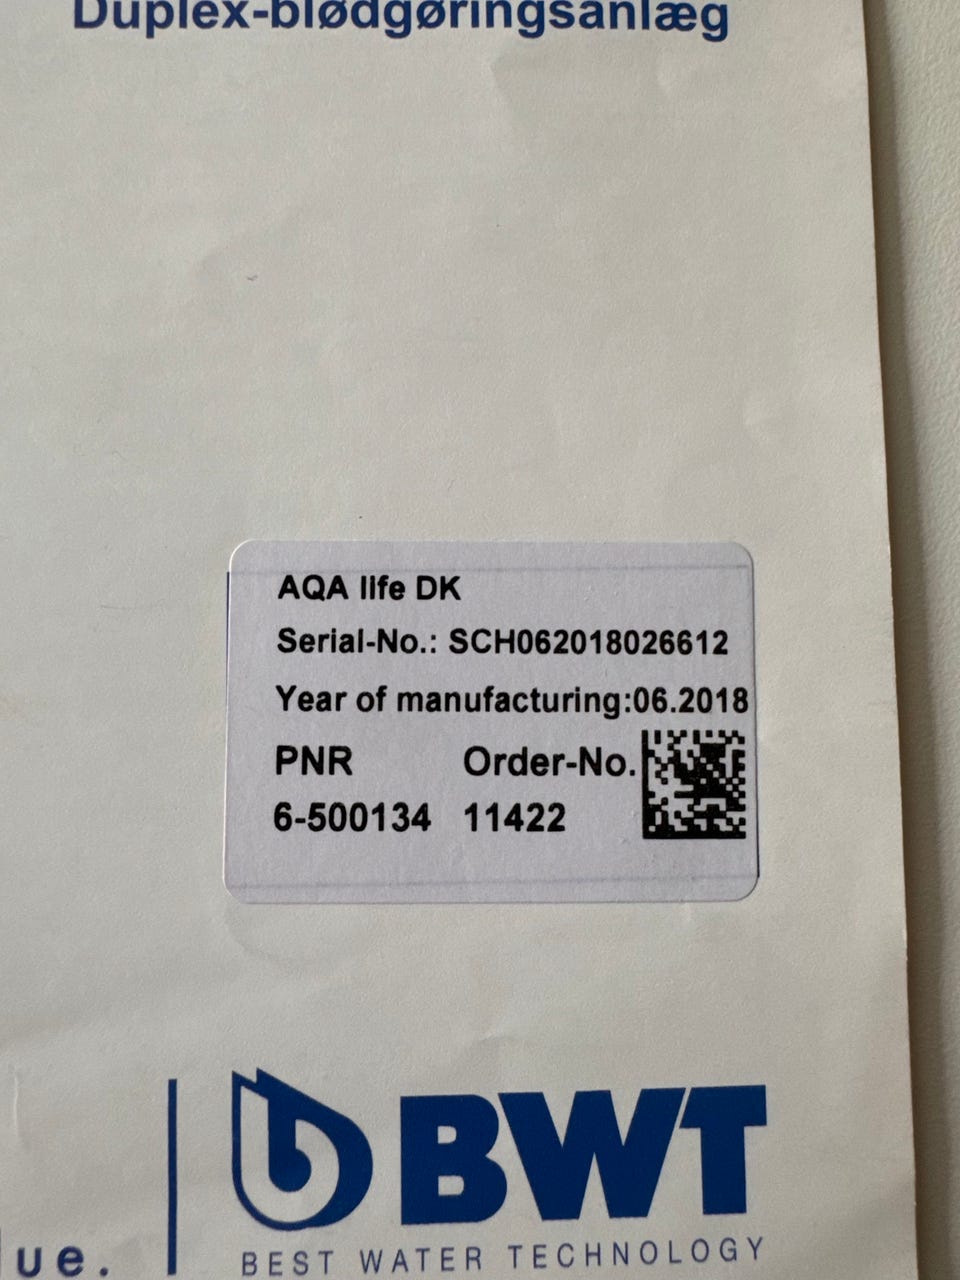 Duplex-blødgøringsanlæg
AQA life DK
Serial-No.: SCH062018026612
Year of manufacturing:06.2018
PNR Order-No.
6-500134 11422
BWT
ue.
BEST WATER TECHNOLOGY